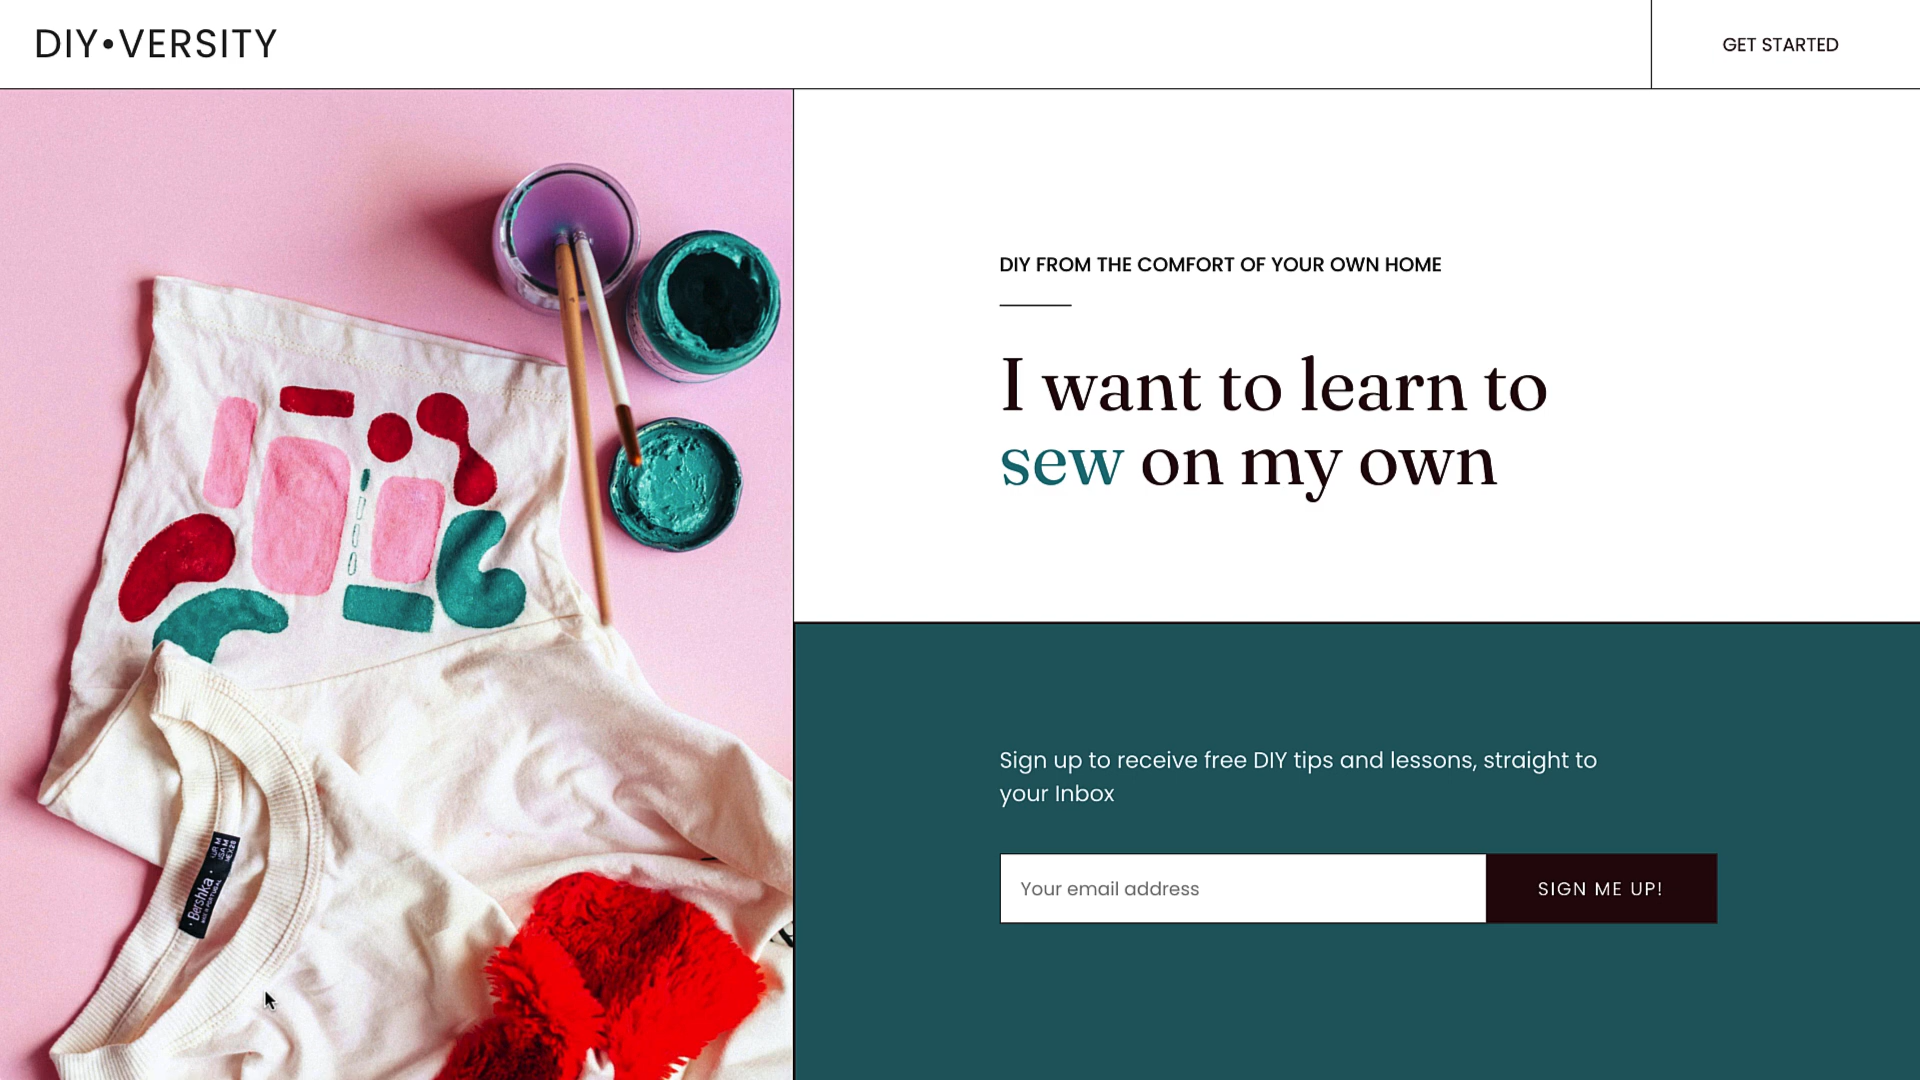 DIY•VERSITY
GET STARTED
DIY FROM THE COMFORT OF YOUR OWN HOME
I want to learn to
sew on my own
Sign up to receive free DIY tips and lessons, straight to
your Inbox
Your email address
SIGN ME UP!
Bershka